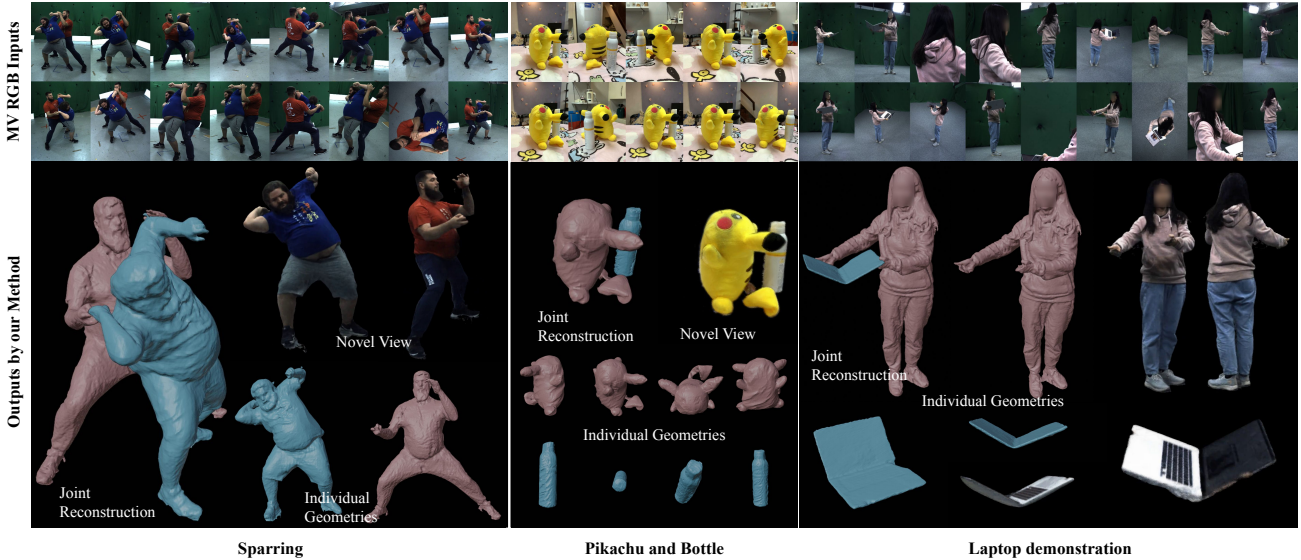 MV RGB Inputs
Outputs by our Method
Novel View
Joint
Reconstruction
Individual
Geometries
Joint
Reconstruction
Novel View
Individual Geometries
Joint
Reconstruction
Individual Geometries
Sparring
Pikachu and Bottle
Laptop demonstration